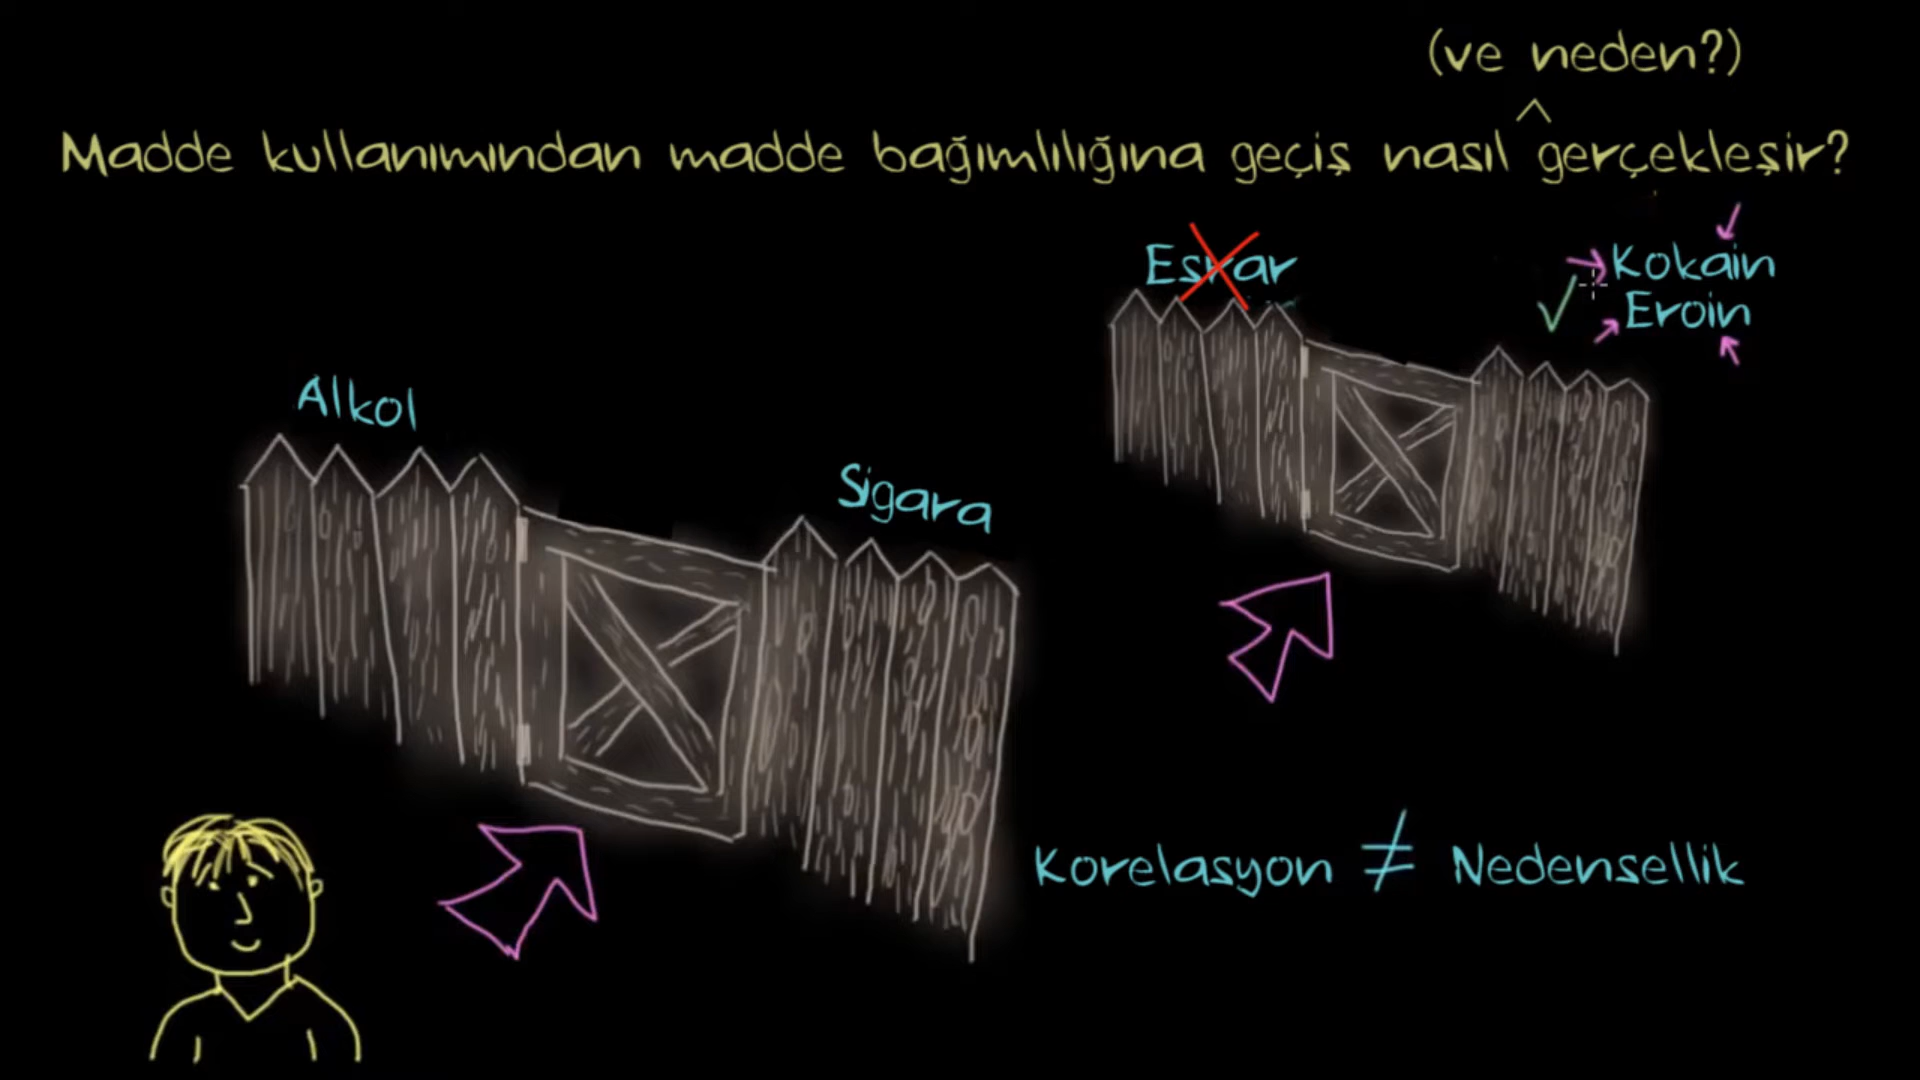 (ve neden?)
Madde kullanımından madde bağımlılığına geçiş nasıl ^ gerçekleşir?
Esrar
Kokain
Eroin
Alkol
Sigara
Korelasyon ≠ Nedensellik